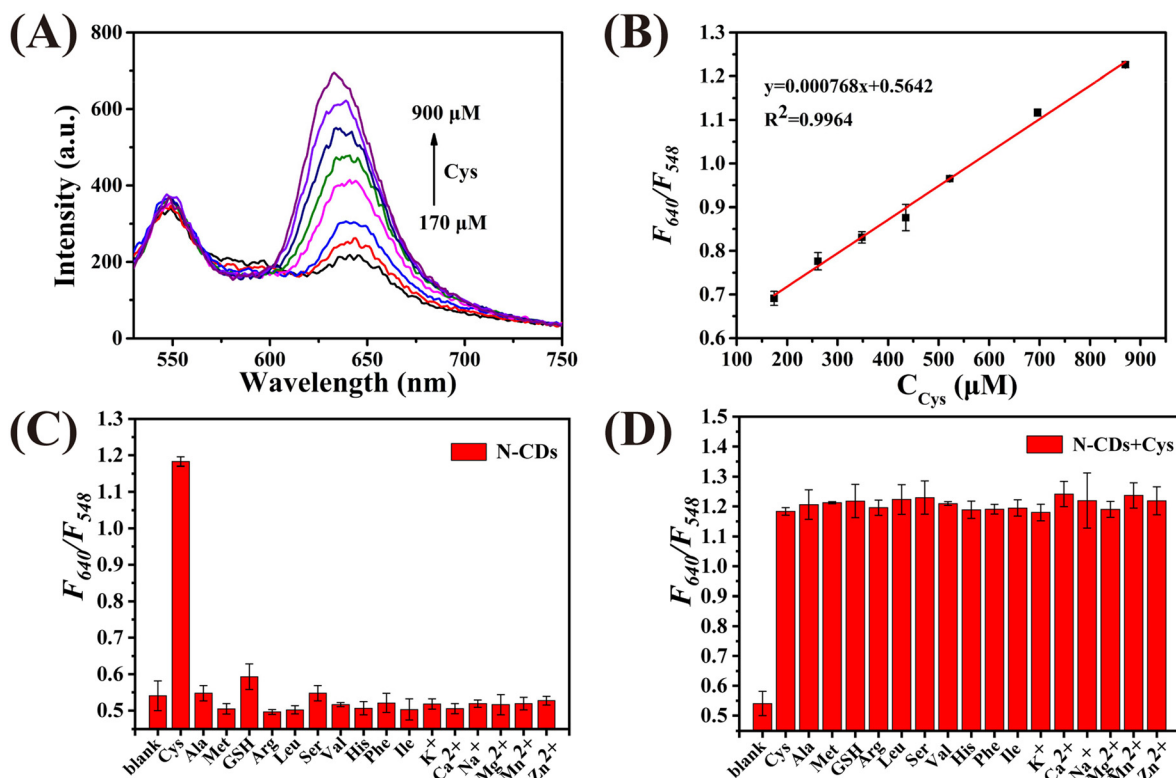 (A)
800
600
400
200
0
Intensity (a.u.)
900 μM
Cys
170 μM
550
600
650
700
750
Wavelength (nm)
(B)
1.3
1.2
1.1
1.0
0.9
0.8
0.7
0.6
F640/F548
y=0.000768x+0.5642
R²=0.9964
100
200
300
400
500
600
700
800
900
C Cys (μM)
(C)
1.3
1.2
1.1
1.0
0.9
0.8
0.7
0.6
0.5
F640/F548
N-CDs
blank
Cys
Ala
Met
GSH
Arg
Leu
Ser
Val
His
Phe
Ile
K+
Ca2+
Na+
Mg2+
Mn2+
Zn2+
(D)
1.5
1.4
1.3
1.2
1.1
1.0
0.9
0.8
0.7
0.6
0.5
F640/F548
N-CDs+Cys
blank
Cys
Ala
Met
GSH
Arg
Leu
Ser
Val
His
Phe
Ile
K+
Ca2+
Na+
Mg2+
Mn2+
Zn2+